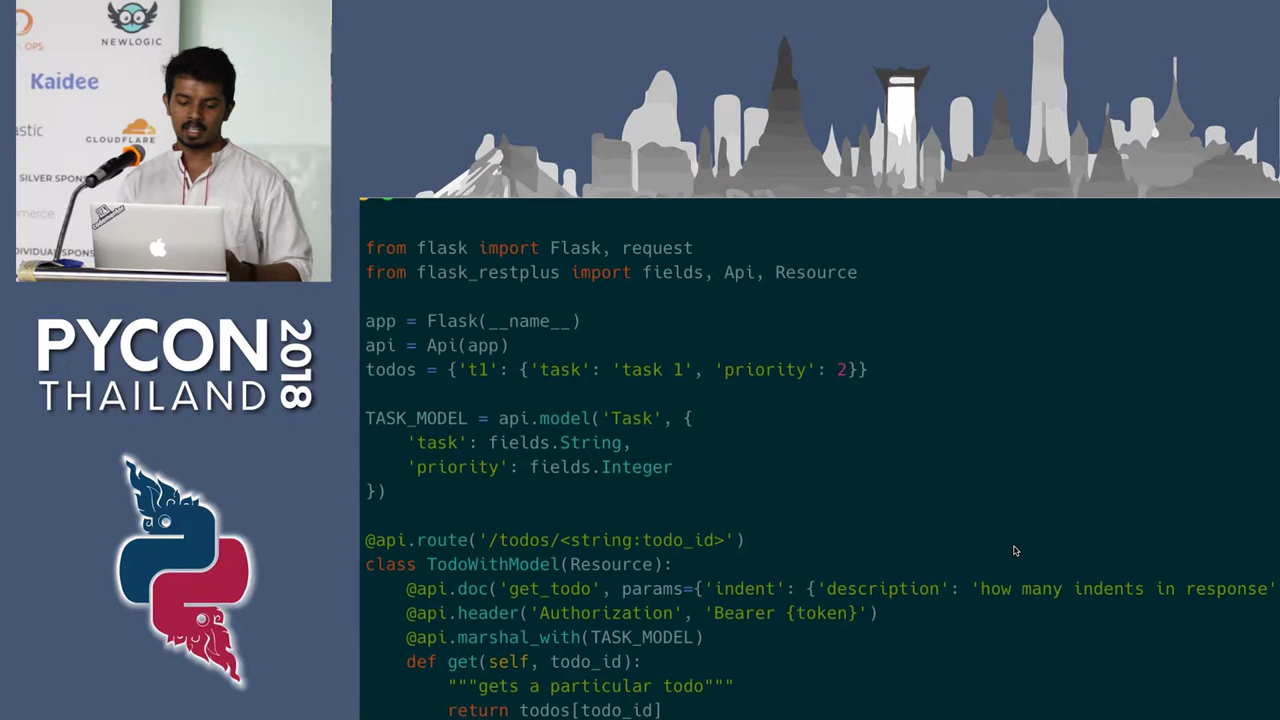 OPS
NEWLOGIC
Kaidee
astic
CLOUDFLARE
SILVER SPONS
merce
DIVIDUAL SPONS
PYCON
THAILAND
2018
from flask import Flask, request
from flask_restplus import fields, Api, Resource
app = Flask(__name__)
api = Api(app)
todos = {'t1': {'task': 'task 1', 'priority': 2}}
TASK_MODEL = api.model('Task', {
    'task': fields.String,
    'priority': fields.Integer
})
@api.route('/todos/<string:todo_id>')
class TodoWithModel(Resource):
    @api.doc('get_todo', params={'indent': {'description': 'how many indents in response'
    @api.header('Authorization', 'Bearer {token}')
    @api.marshal_with(TASK_MODEL)
    def get(self, todo_id):
        """gets a particular todo"""
        return todos[todo_id]